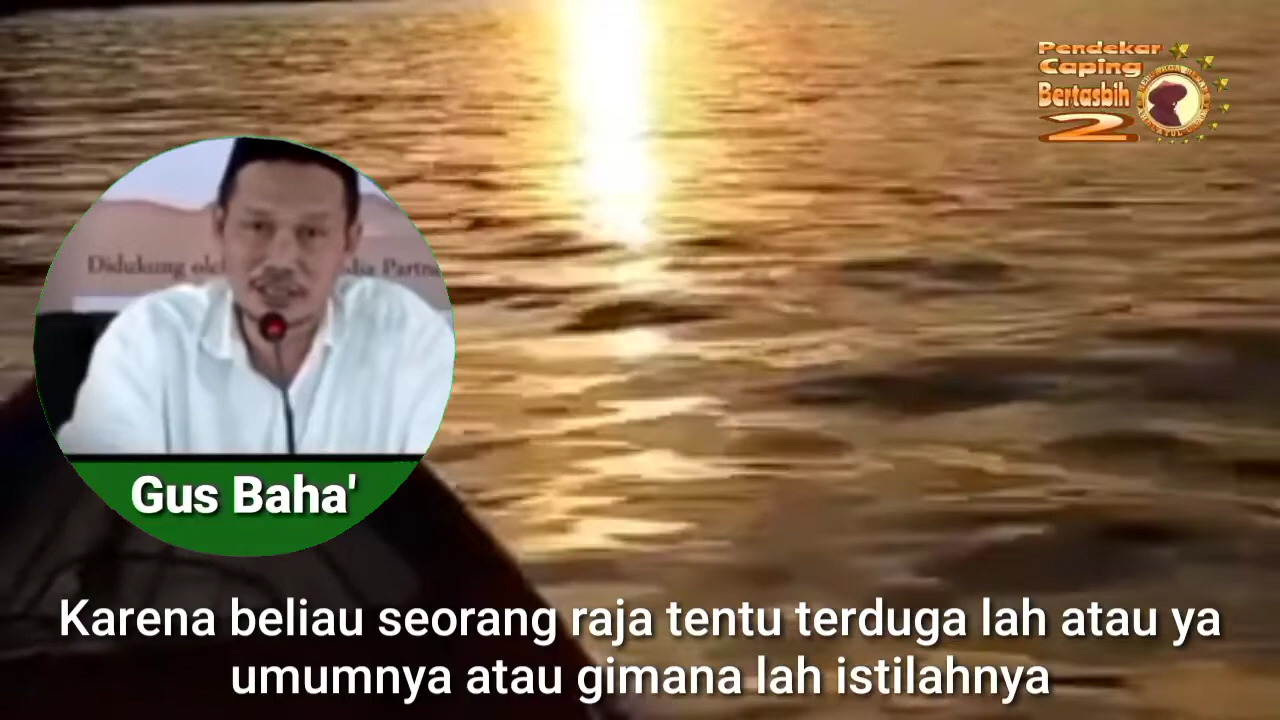 Pendekar
Caping
Bertasbih
2
Didukung oleh
Gus Baha'
Karena beliau seorang raja tentu terduga lah atau ya
umumnya atau gimana lah istilahnya